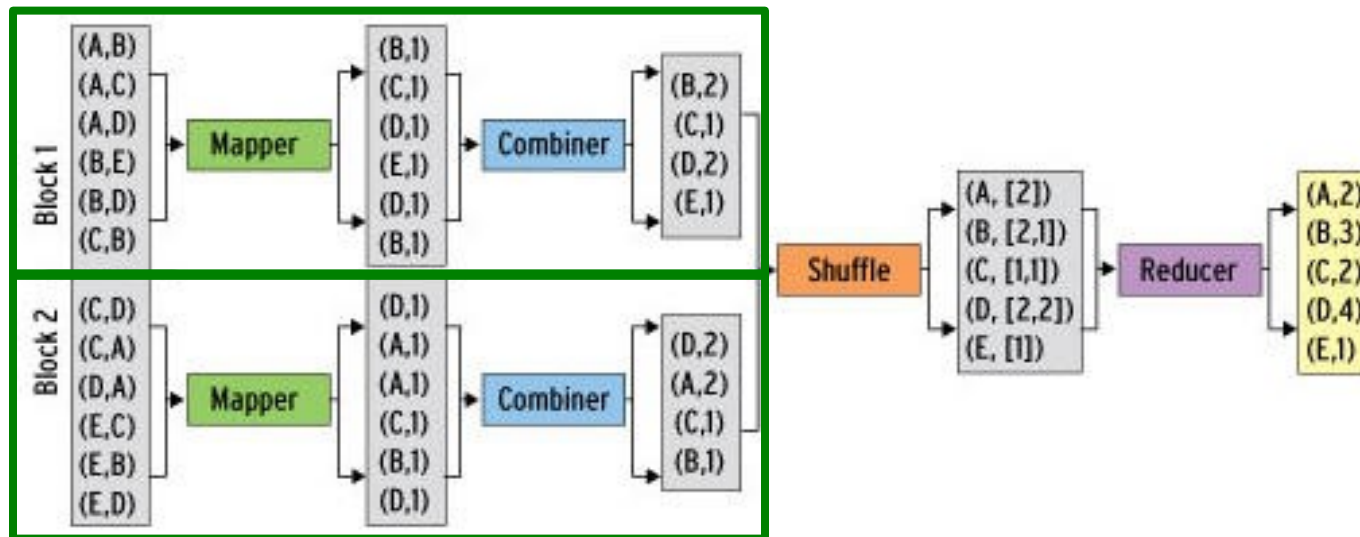 Block 1
(A,B)
(A,C)
(A,D)
(B,E)
(B,D)
(C,B)
Mapper
(B,1)
(C,1)
(D,1)
(E,1)
(D,1)
(B,1)
Combiner
(B,2)
(C,1)
(D,2)
(E,1)
Block 2
(C,D)
(C,A)
(D,A)
(E,C)
(E,B)
(E,D)
Mapper
(D,1)
(A,1)
(A,1)
(C,1)
(B,1)
(D,1)
Combiner
(D,2)
(A,2)
(C,1)
(B,1)
Shuffle
(A, [2])
(B, [2,1])
(C, [1,1])
(D, [2,2])
(E, [1])
Reducer
(A,2)
(B,3)
(C,2)
(D,4)
(E,1)